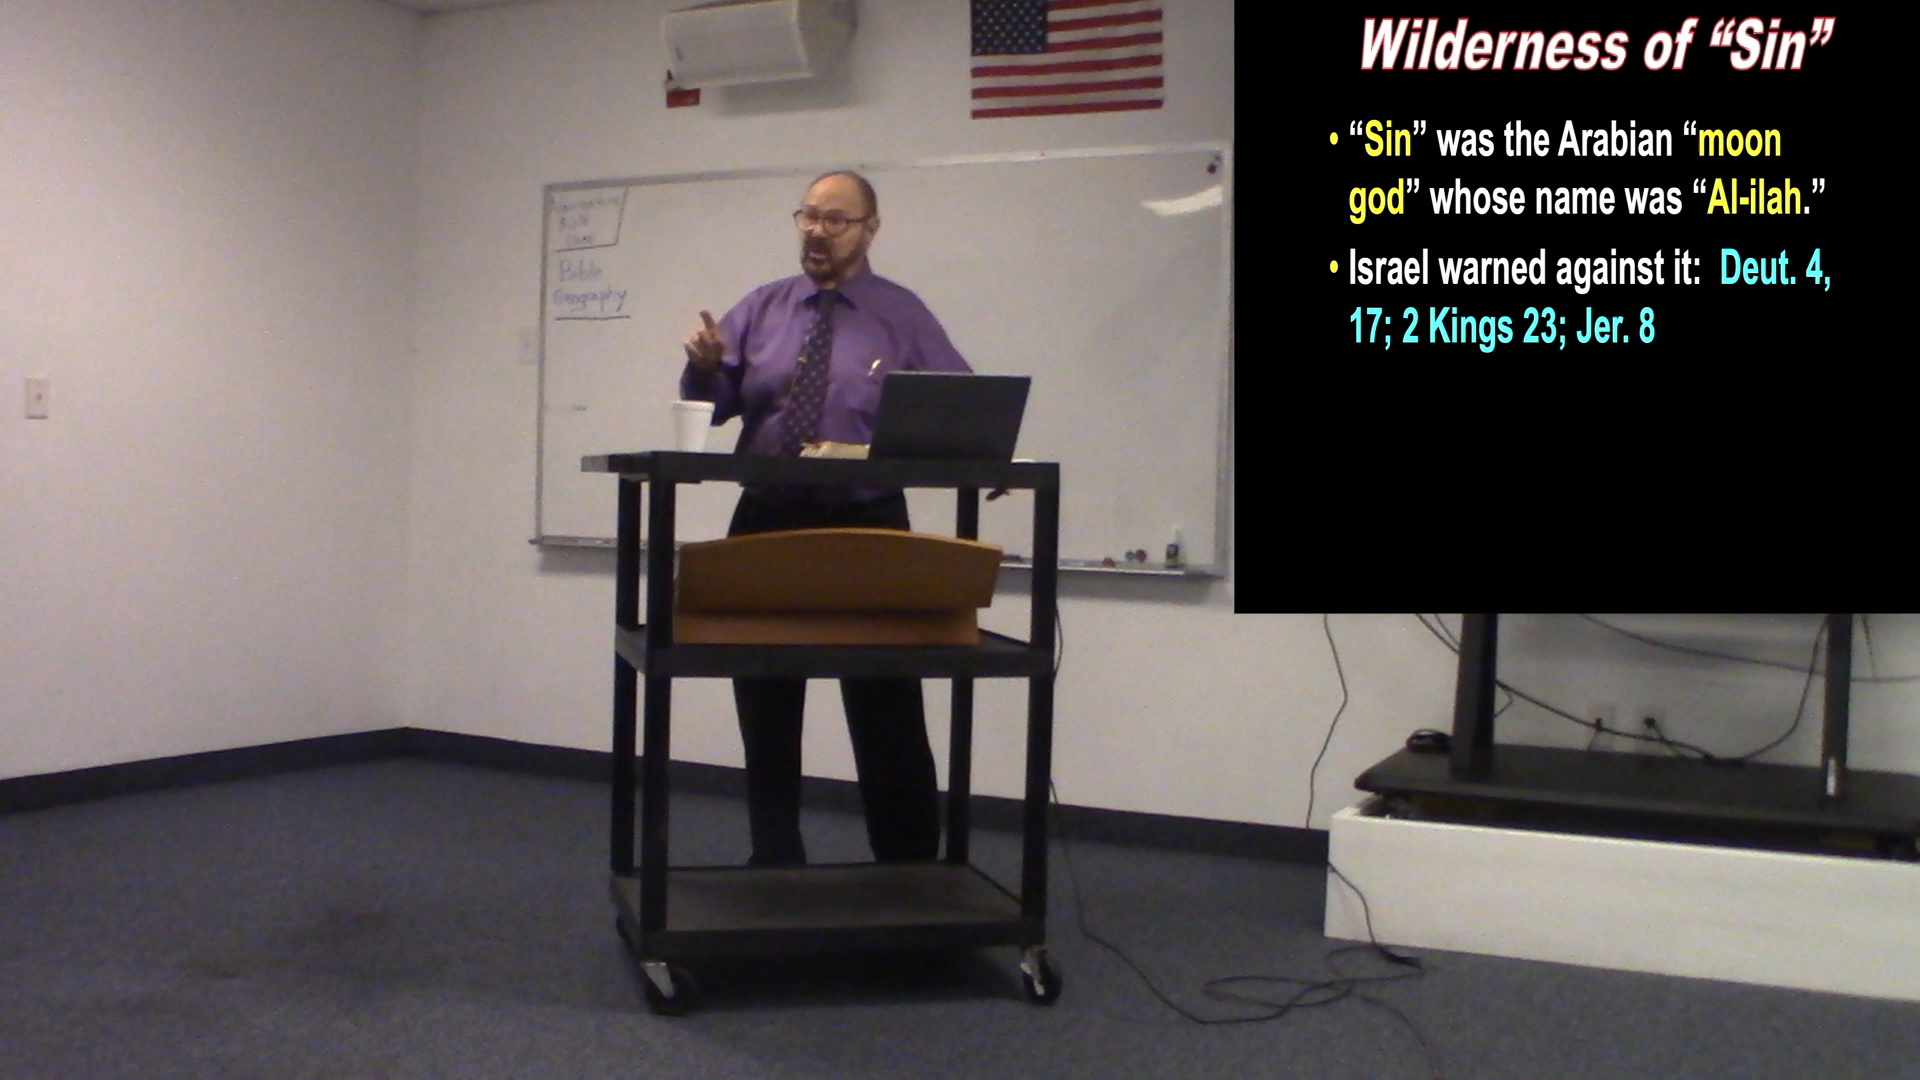 Wilderness of “Sin”
• “Sin” was the Arabian “moon
god” whose name was “Al-ilah.”
• Israel warned against it:  Deut. 4,
17; 2 Kings 23; Jer. 8
Bible
Geography